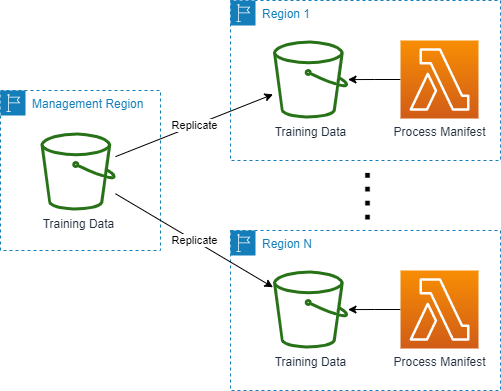 Region 1
Training Data
Process Manifest
Management Region
Training Data
Replicate
Replicate
Region N
Training Data
Process Manifest